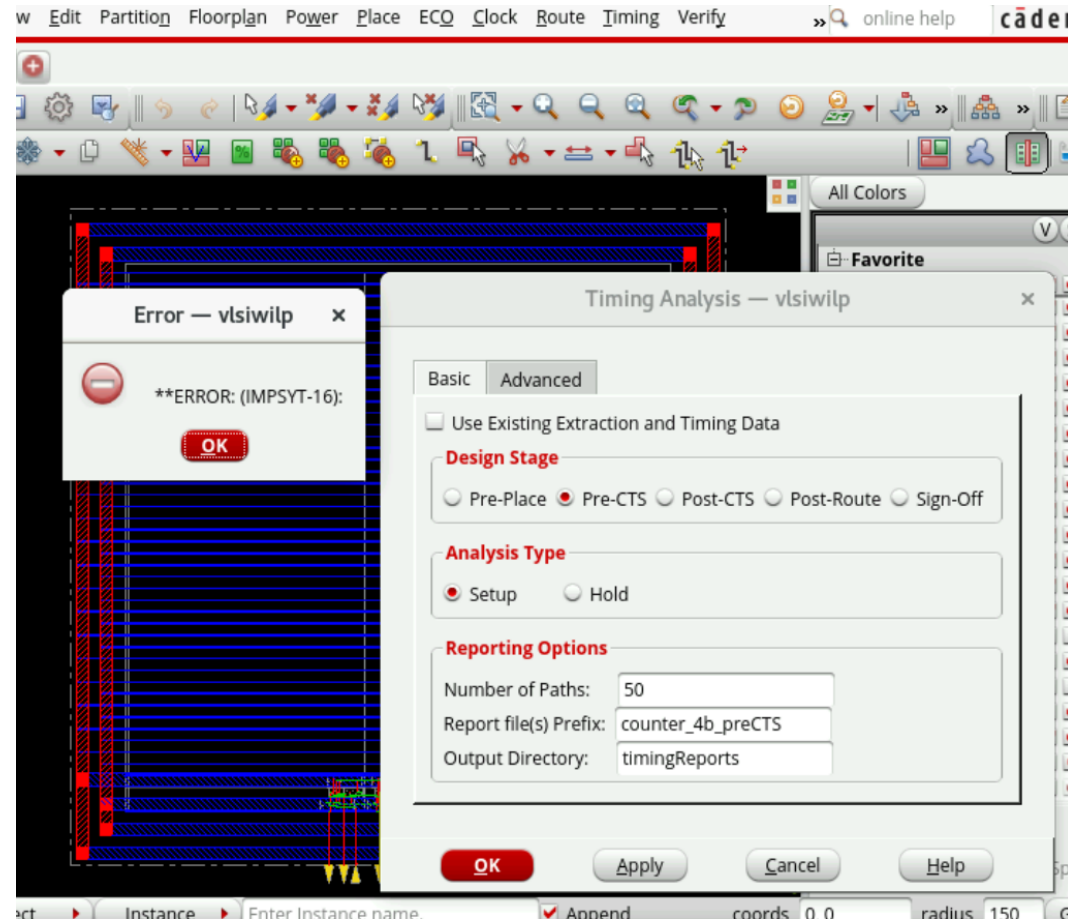 w Edit Partition Floorplan Power Place ECO Clock Route Timing Verify » online help cāden
» »
All Colors
V
Favorite
Timing Analysis — vlsiwilp ×
Error — vlsiwilp ×
**ERROR: (IMPSYT-16):
OK
Basic Advanced
Use Existing Extraction and Timing Data
Design Stage
Pre-Place Pre-CTS Post-CTS Post-Route Sign-Off
Analysis Type
Setup Hold
Reporting Options
Number of Paths: 50
Report file(s) Prefix: counter_4b_preCTS
Output Directory: timingReports
OK Apply Cancel Help
ect Instance Enter Instance name. Append coords 0 0 radius 150